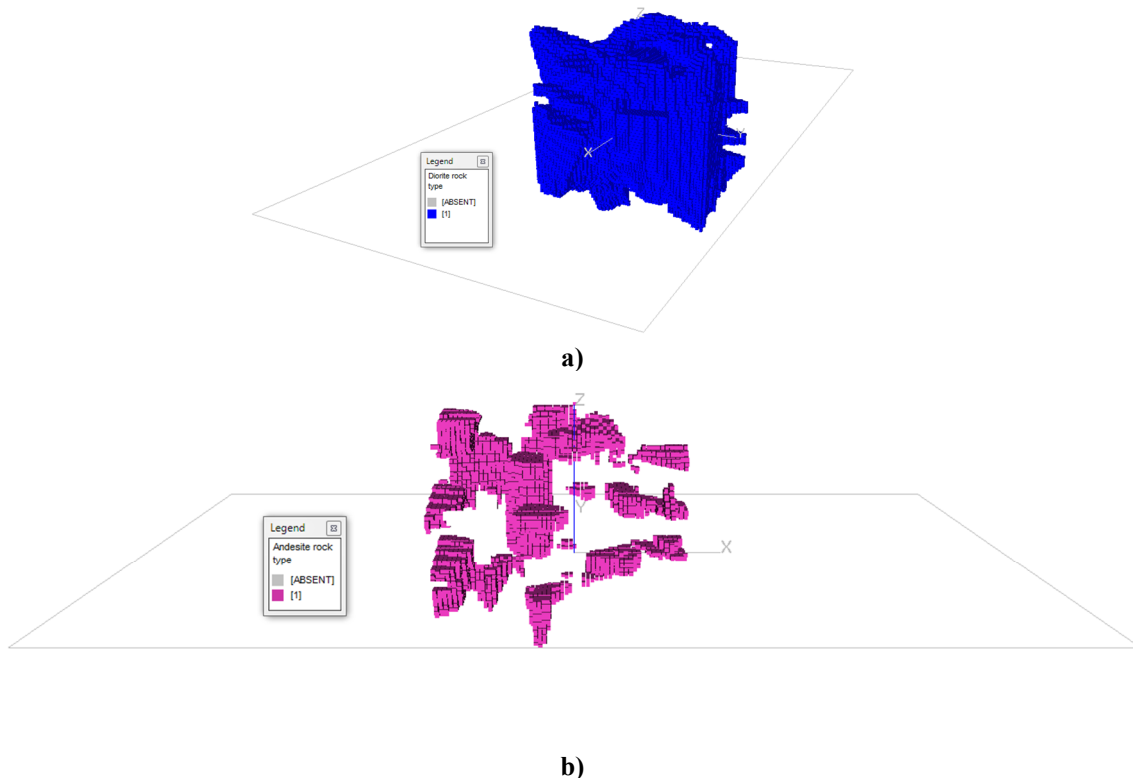 Z
Y
X
Legend
Diorite rock
type
[ABSENT]
[1]
a)
Z
Y
X
Legend
Andesite rock
type
[ABSENT]
[1]
b)